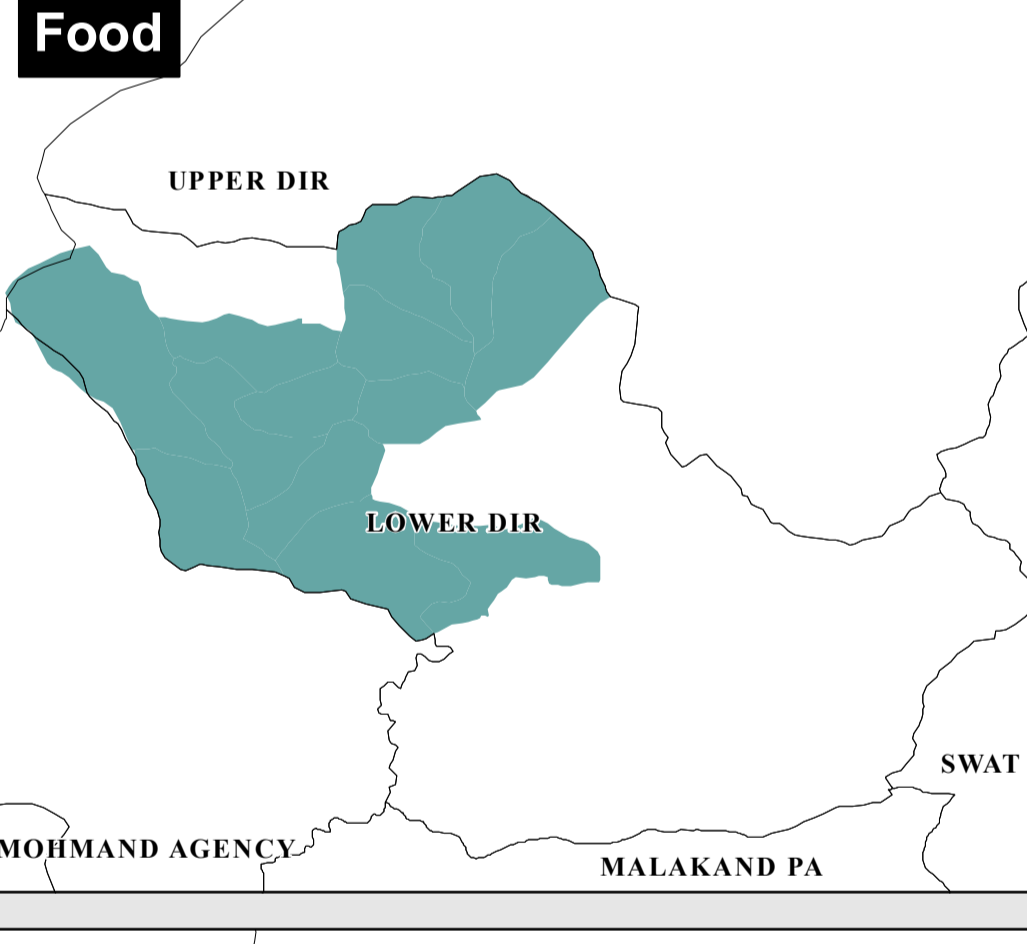 Food
UPPER DIR
LOWER DIR
SWAT
MOHMAND AGENCY
MALAKAND PA